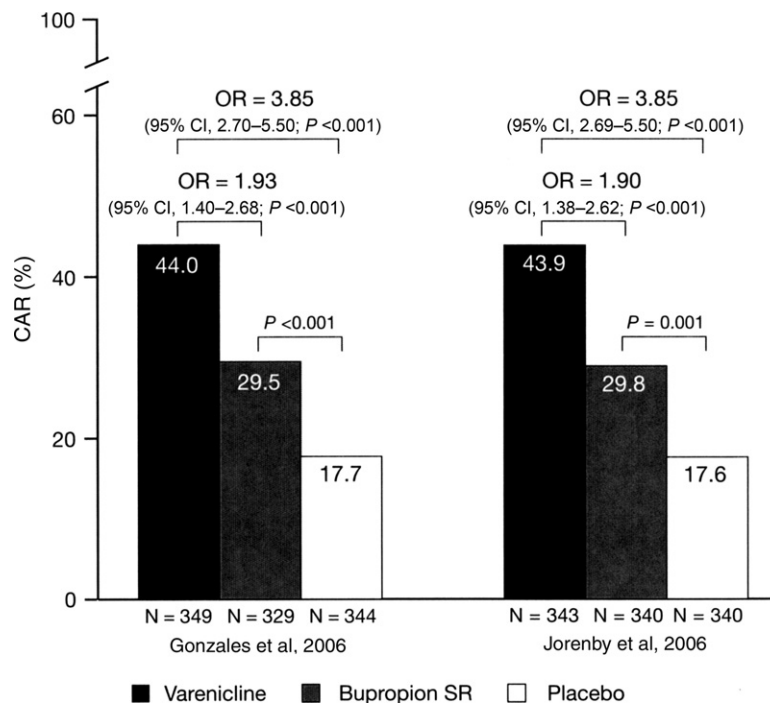 100
60
40
20
0
CAR (%)
OR = 3.85
(95% CI, 2.70–5.50; P <0.001)
OR = 1.93
(95% CI, 1.40–2.68; P <0.001)
44.0
P <0.001
29.5
17.7
N = 349 N = 329 N = 344
Gonzales et al, 2006
OR = 3.85
(95% CI, 2.69–5.50; P <0.001)
OR = 1.90
(95% CI, 1.38–2.62; P <0.001)
43.9
P = 0.001
29.8
17.6
N = 343 N = 340 N = 340
Jorenby et al, 2006
Varenicline Bupropion SR Placebo